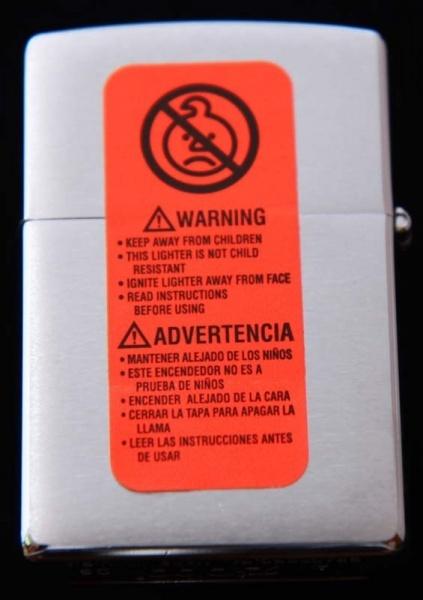 WARNING
• KEEP AWAY FROM CHILDREN
• THIS LIGHTER IS NOT CHILD
RESISTANT
• IGNITE LIGHTER AWAY FROM FACE
• READ INSTRUCTIONS
BEFORE USING
ADVERTENCIA
• MANTENER ALEJADO DE LOS NIÑOS
• ESTE ENCENDEDOR NO ES A
PRUEBA DE NIÑOS
• ENCENDER ALEJADO DE LA CARA
• CERRAR LA TAPA PARA APAGAR LA
LLAMA
• LEER LAS INSTRUCCIONES ANTES
DE USAR